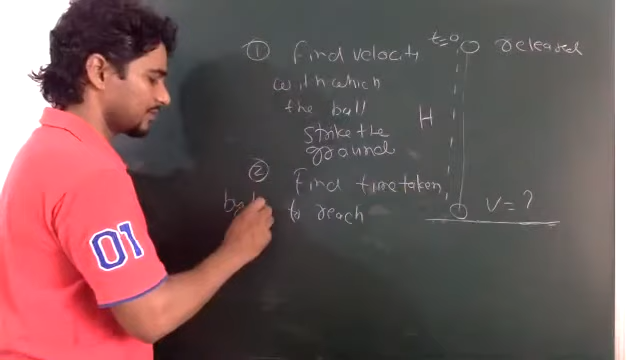 ① Find velocity
with which
the ball
strike the
ground
② Find time taken
to reach
t=0
released
H
V = ?
01